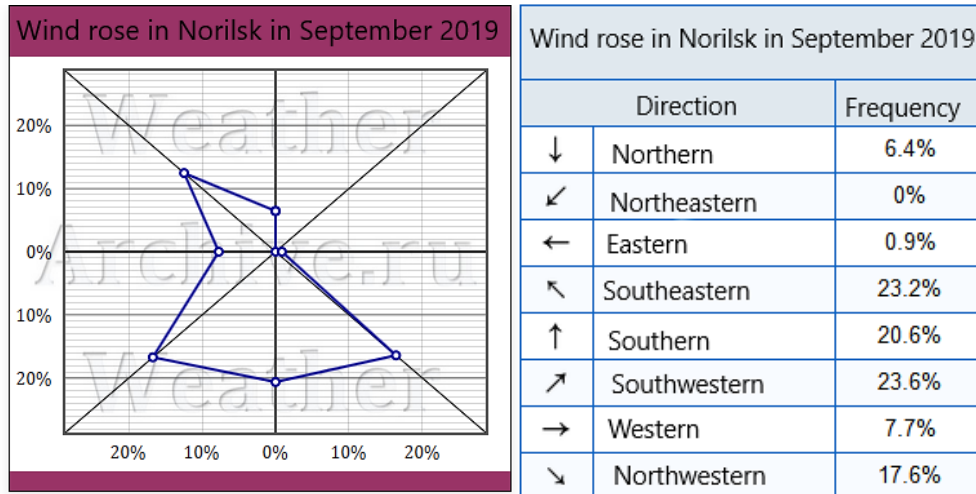 Wind rose in Norilsk in September 2019
Weather
Archive.ru
Weather
20%
10%
0%
10%
20%
20% 10% 0% 10% 20%
Wind rose in Norilsk in September 2019
Direction Frequency
↓ Northern 6.4%
↙ Northeastern 0%
← Eastern 0.9%
↖ Southeastern 23.2%
↑ Southern 20.6%
↗ Southwestern 23.6%
→ Western 7.7%
↘ Northwestern 17.6%